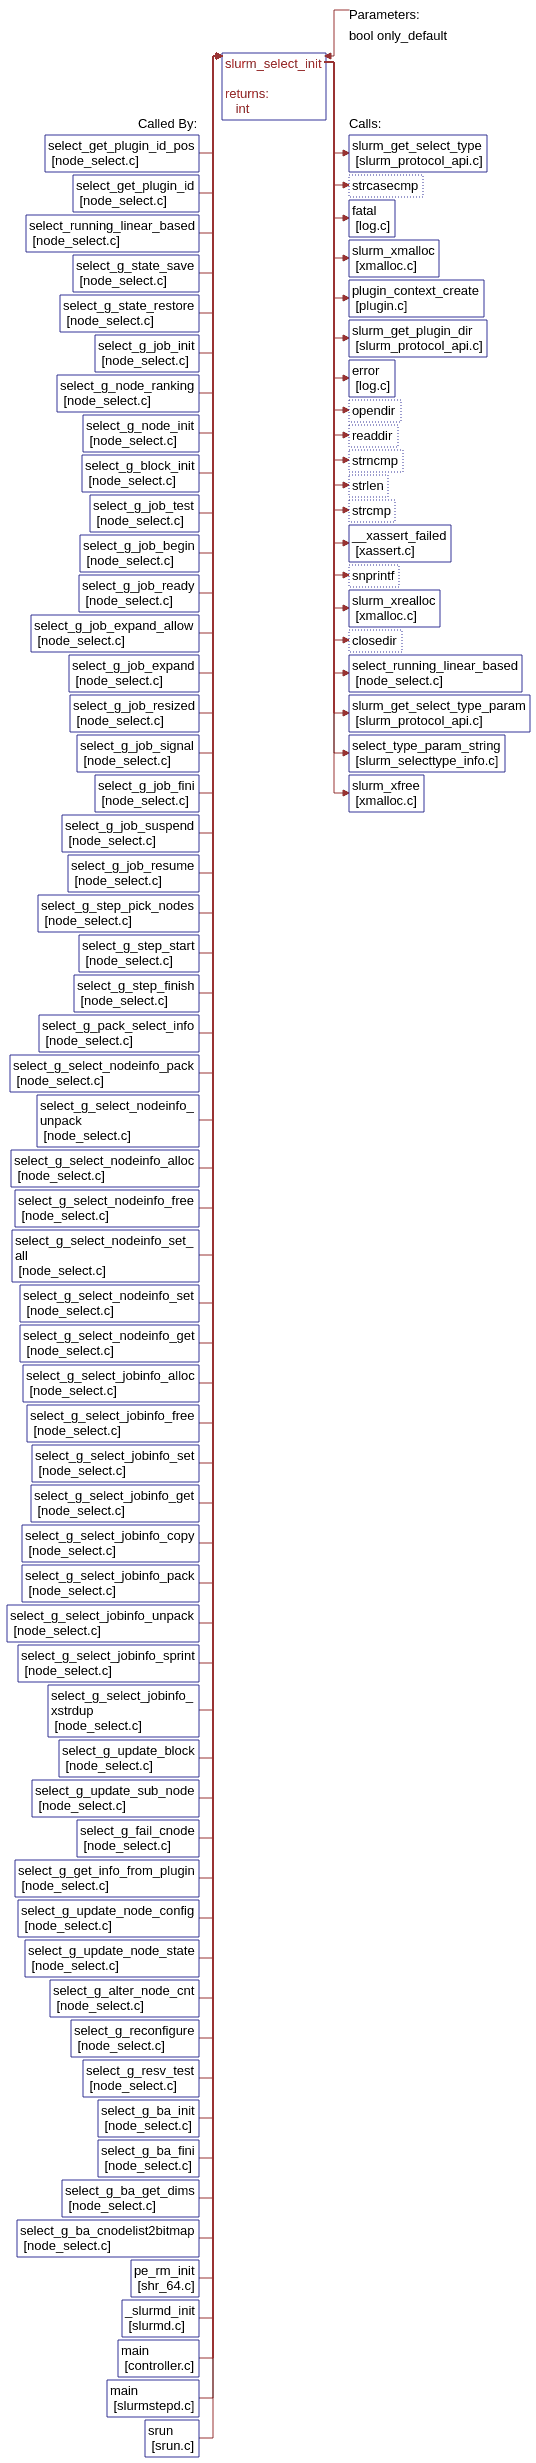 Parameters:
bool only_default
slurm_select_init
returns:
int
Called By:
select_get_plugin_id_pos
[node_select.c]
select_get_plugin_id
[node_select.c]
select_running_linear_based
[node_select.c]
select_g_state_save
[node_select.c]
select_g_state_restore
[node_select.c]
select_g_job_init
[node_select.c]
select_g_node_ranking
[node_select.c]
select_g_node_init
[node_select.c]
select_g_block_init
[node_select.c]
select_g_job_test
[node_select.c]
select_g_job_begin
[node_select.c]
select_g_job_ready
[node_select.c]
select_g_job_expand_allow
[node_select.c]
select_g_job_expand
[node_select.c]
select_g_job_resized
[node_select.c]
select_g_job_signal
[node_select.c]
select_g_job_fini
[node_select.c]
select_g_job_suspend
[node_select.c]
select_g_job_resume
[node_select.c]
select_g_step_pick_nodes
[node_select.c]
select_g_step_start
[node_select.c]
select_g_step_finish
[node_select.c]
select_g_pack_select_info
[node_select.c]
select_g_select_nodeinfo_pack
[node_select.c]
select_g_select_nodeinfo_
unpack
[node_select.c]
select_g_select_nodeinfo_alloc
[node_select.c]
select_g_select_nodeinfo_free
[node_select.c]
select_g_select_nodeinfo_set_
all
[node_select.c]
select_g_select_nodeinfo_set
[node_select.c]
select_g_select_nodeinfo_get
[node_select.c]
select_g_select_jobinfo_alloc
[node_select.c]
select_g_select_jobinfo_free
[node_select.c]
select_g_select_jobinfo_set
[node_select.c]
select_g_select_jobinfo_get
[node_select.c]
select_g_select_jobinfo_copy
[node_select.c]
select_g_select_jobinfo_pack
[node_select.c]
select_g_select_jobinfo_unpack
[node_select.c]
select_g_select_jobinfo_sprint
[node_select.c]
select_g_select_jobinfo_
xstrdup
[node_select.c]
select_g_update_block
[node_select.c]
select_g_update_sub_node
[node_select.c]
select_g_fail_cnode
[node_select.c]
select_g_get_info_from_plugin
[node_select.c]
select_g_update_node_config
[node_select.c]
select_g_update_node_state
[node_select.c]
select_g_alter_node_cnt
[node_select.c]
select_g_reconfigure
[node_select.c]
select_g_resv_test
[node_select.c]
select_g_ba_init
[node_select.c]
select_g_ba_fini
[node_select.c]
select_g_ba_get_dims
[node_select.c]
select_g_ba_cnodelist2bitmap
[node_select.c]
pe_rm_init
[shr_64.c]
_slurmd_init
[slurmd.c]
main
[controller.c]
main
[slurmstepd.c]
srun
[srun.c]
Calls:
slurm_get_select_type
[slurm_protocol_api.c]
strcasecmp
fatal
[log.c]
slurm_xmalloc
[xmalloc.c]
plugin_context_create
[plugin.c]
slurm_get_plugin_dir
[slurm_protocol_api.c]
error
[log.c]
opendir
readdir
strncmp
strlen
strcmp
__xassert_failed
[xassert.c]
snprintf
slurm_xrealloc
[xmalloc.c]
closedir
select_running_linear_based
[node_select.c]
slurm_get_select_type_param
[slurm_protocol_api.c]
select_type_param_string
[slurm_selecttype_info.c]
slurm_xfree
[xmalloc.c]